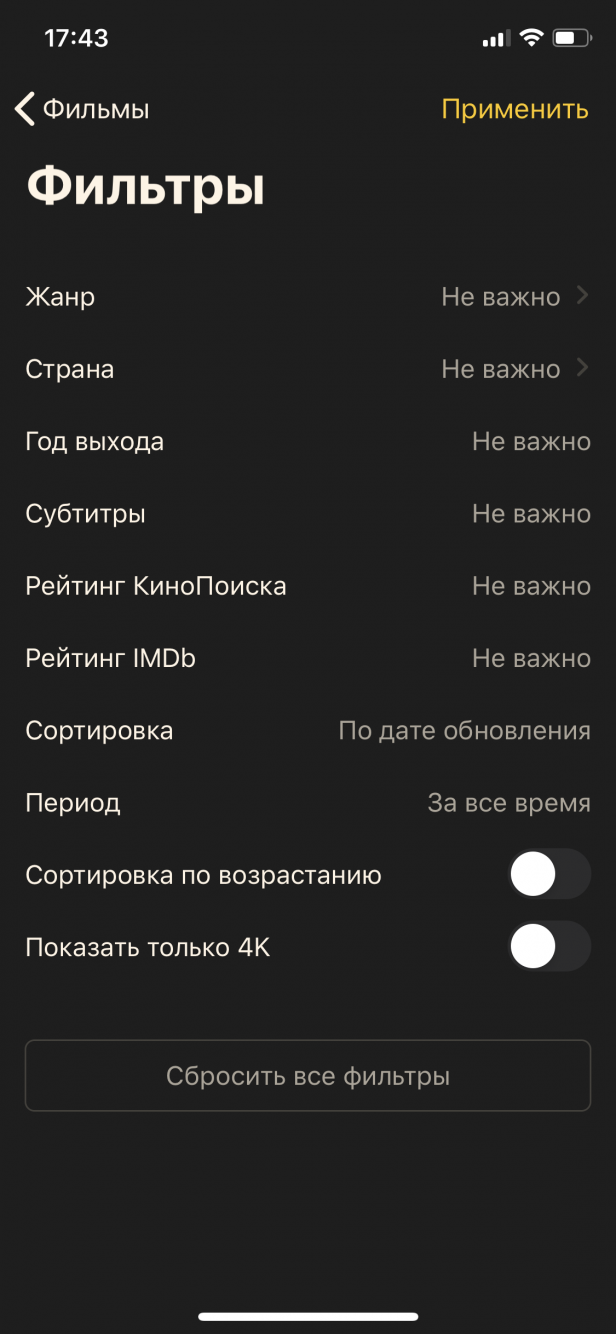 17:43
Фильмы Применить
Фильтры
Жанр Не важно
Страна Не важно
Год выхода Не важно
Субтитры Не важно
Рейтинг КиноПоиска Не важно
Рейтинг IMDb Не важно
Сортировка По дате обновления
Период За все время
Сортировка по возрастанию
Показать только 4K
Сбросить все фильтры